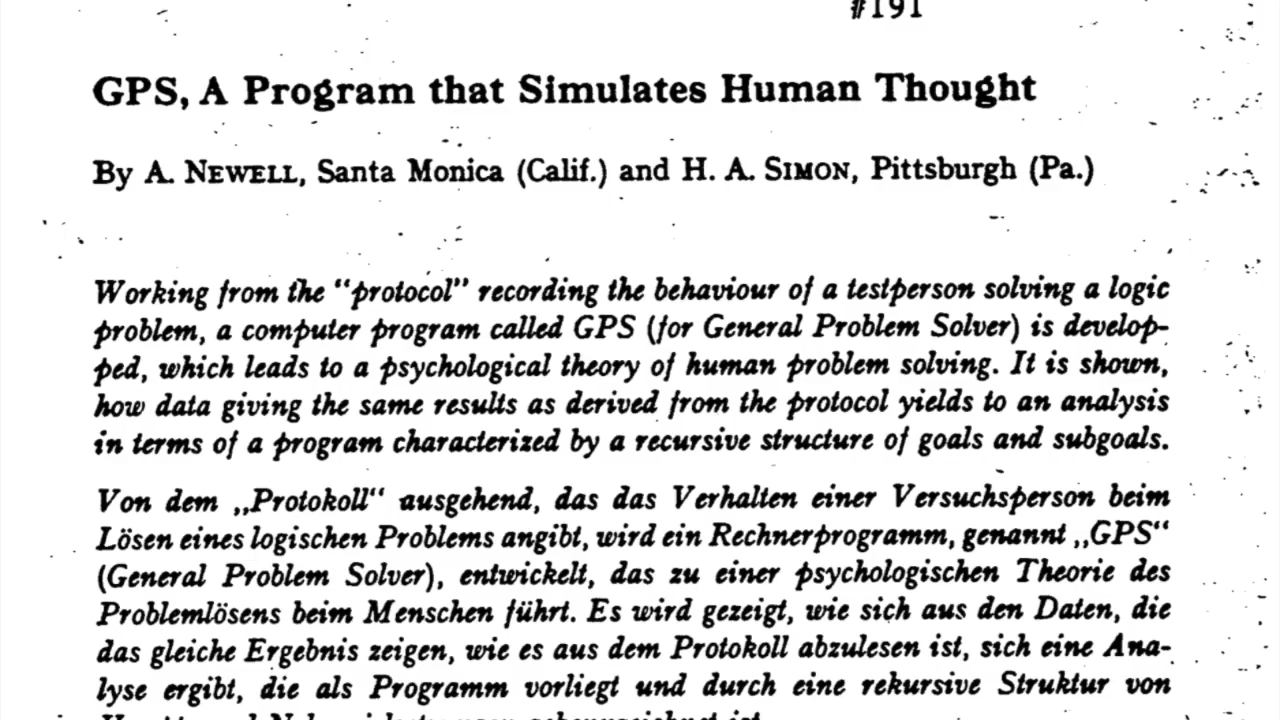 #191
GPS, A Program that Simulates Human Thought
By A. NEWELL, Santa Monica (Calif.) and H. A. SIMON, Pittsburgh (Pa.)
Working from the "protocol" recording the behaviour of a testperson solving a logic
problem, a computer program called GPS (for General Problem Solver) is develop-
ped, which leads to a psychological theory of human problem solving. It is shown,
how data giving the same results as derived from the protocol yields to an analysis
in terms of a program characterized by a recursive structure of goals and subgoals.
Von dem „Protokoll“ ausgehend, das das Verhalten einer Versuchsperson beim
Lösen eines logischen Problems angibt, wird ein Rechnerprogramm, genannt „GPS“
(General Problem Solver), entwickelt, das zu einer psychologischen Theorie des
Problemlösens beim Menschen führt. Es wird gezeigt, wie sich aus den Daten, die
das gleiche Ergebnis zeigen, wie es aus dem Protokoll abzulesen ist, sich eine Ana-
lyse ergibt, die als Programm vorliegt und durch eine rekursive Struktur von